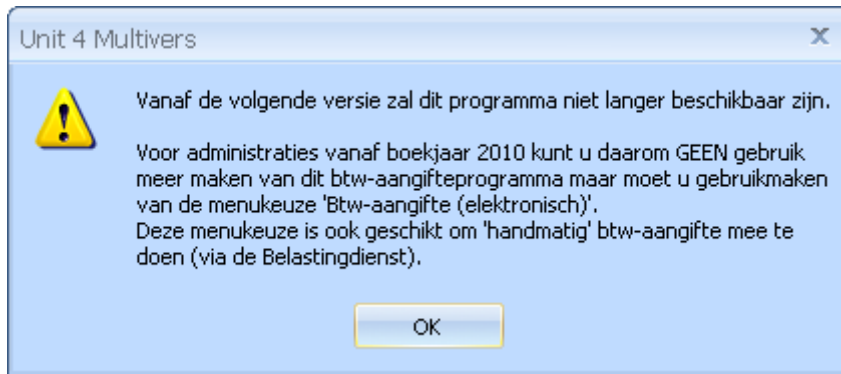 Unit 4 Multivers
Vanaf de volgende versie zal dit programma niet langer beschikbaar zijn.
Voor administraties vanaf boekjaar 2010 kunt u daarom GEEN gebruik
meer maken van dit btw-aangifteprogramma maar moet u gebruikmaken
van de menukeuze 'Btw-aangifte (elektronisch)'.
Deze menukeuze is ook geschikt om 'handmatig' btw-aangifte mee te
doen (via de Belastingdienst).
OK